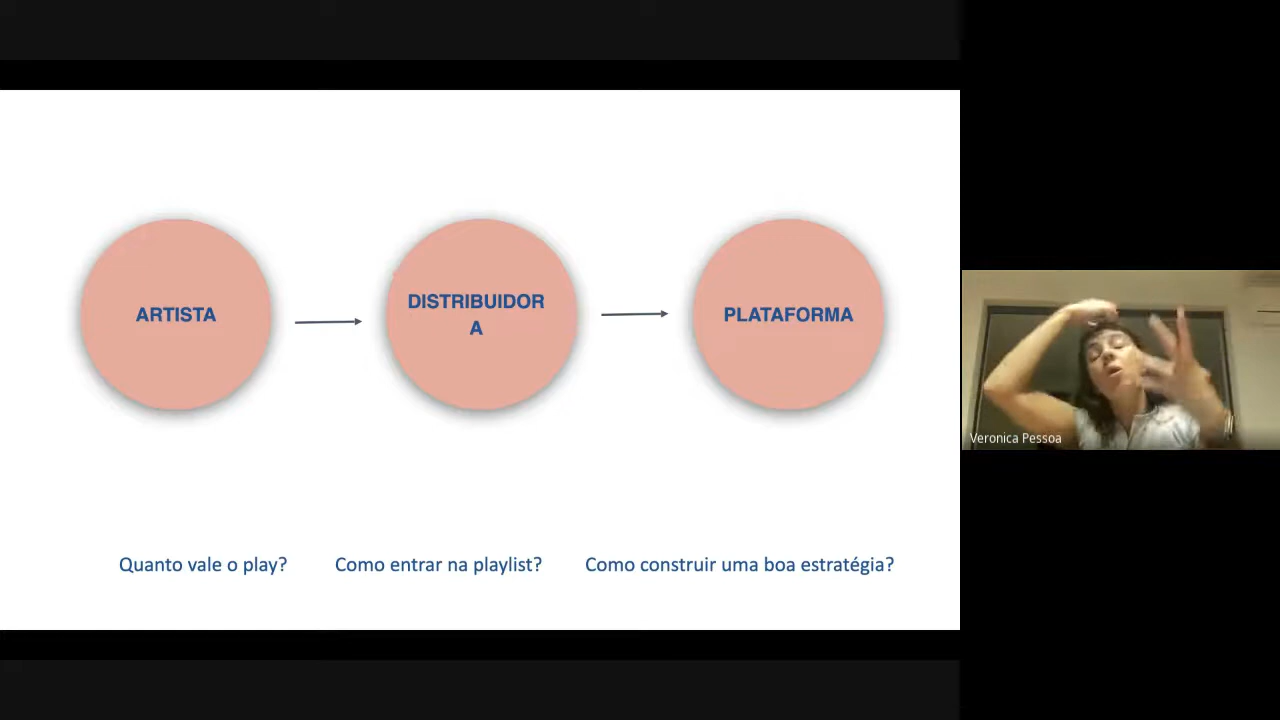 ARTISTA
DISTRIBUIDOR
A
PLATAFORMA
Quanto vale o play?
Como entrar na playlist?
Como construir uma boa estratégia?
Veronica Pessoa